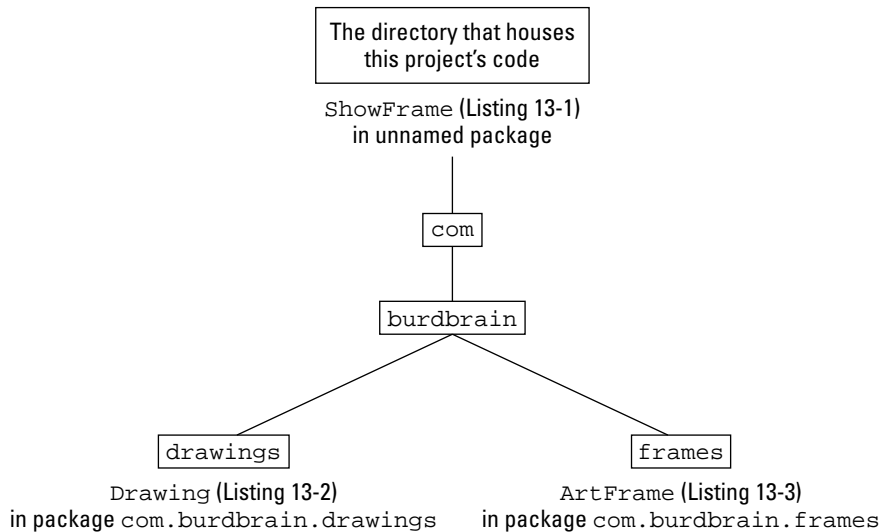 The directory that houses
this project's code
ShowFrame (Listing 13-1)
in unnamed package
com
burdbrain
drawings
frames
Drawing (Listing 13-2)
in package com.burdbrain.drawings
ArtFrame (Listing 13-3)
in package com.burdbrain.frames